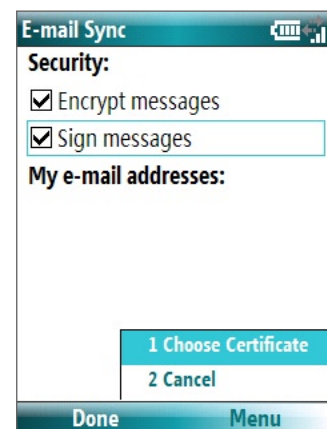 E-mail Sync
Security:
Encrypt messages
Sign messages
My e-mail addresses:
1 Choose Certificate
2 Cancel
Done Menu